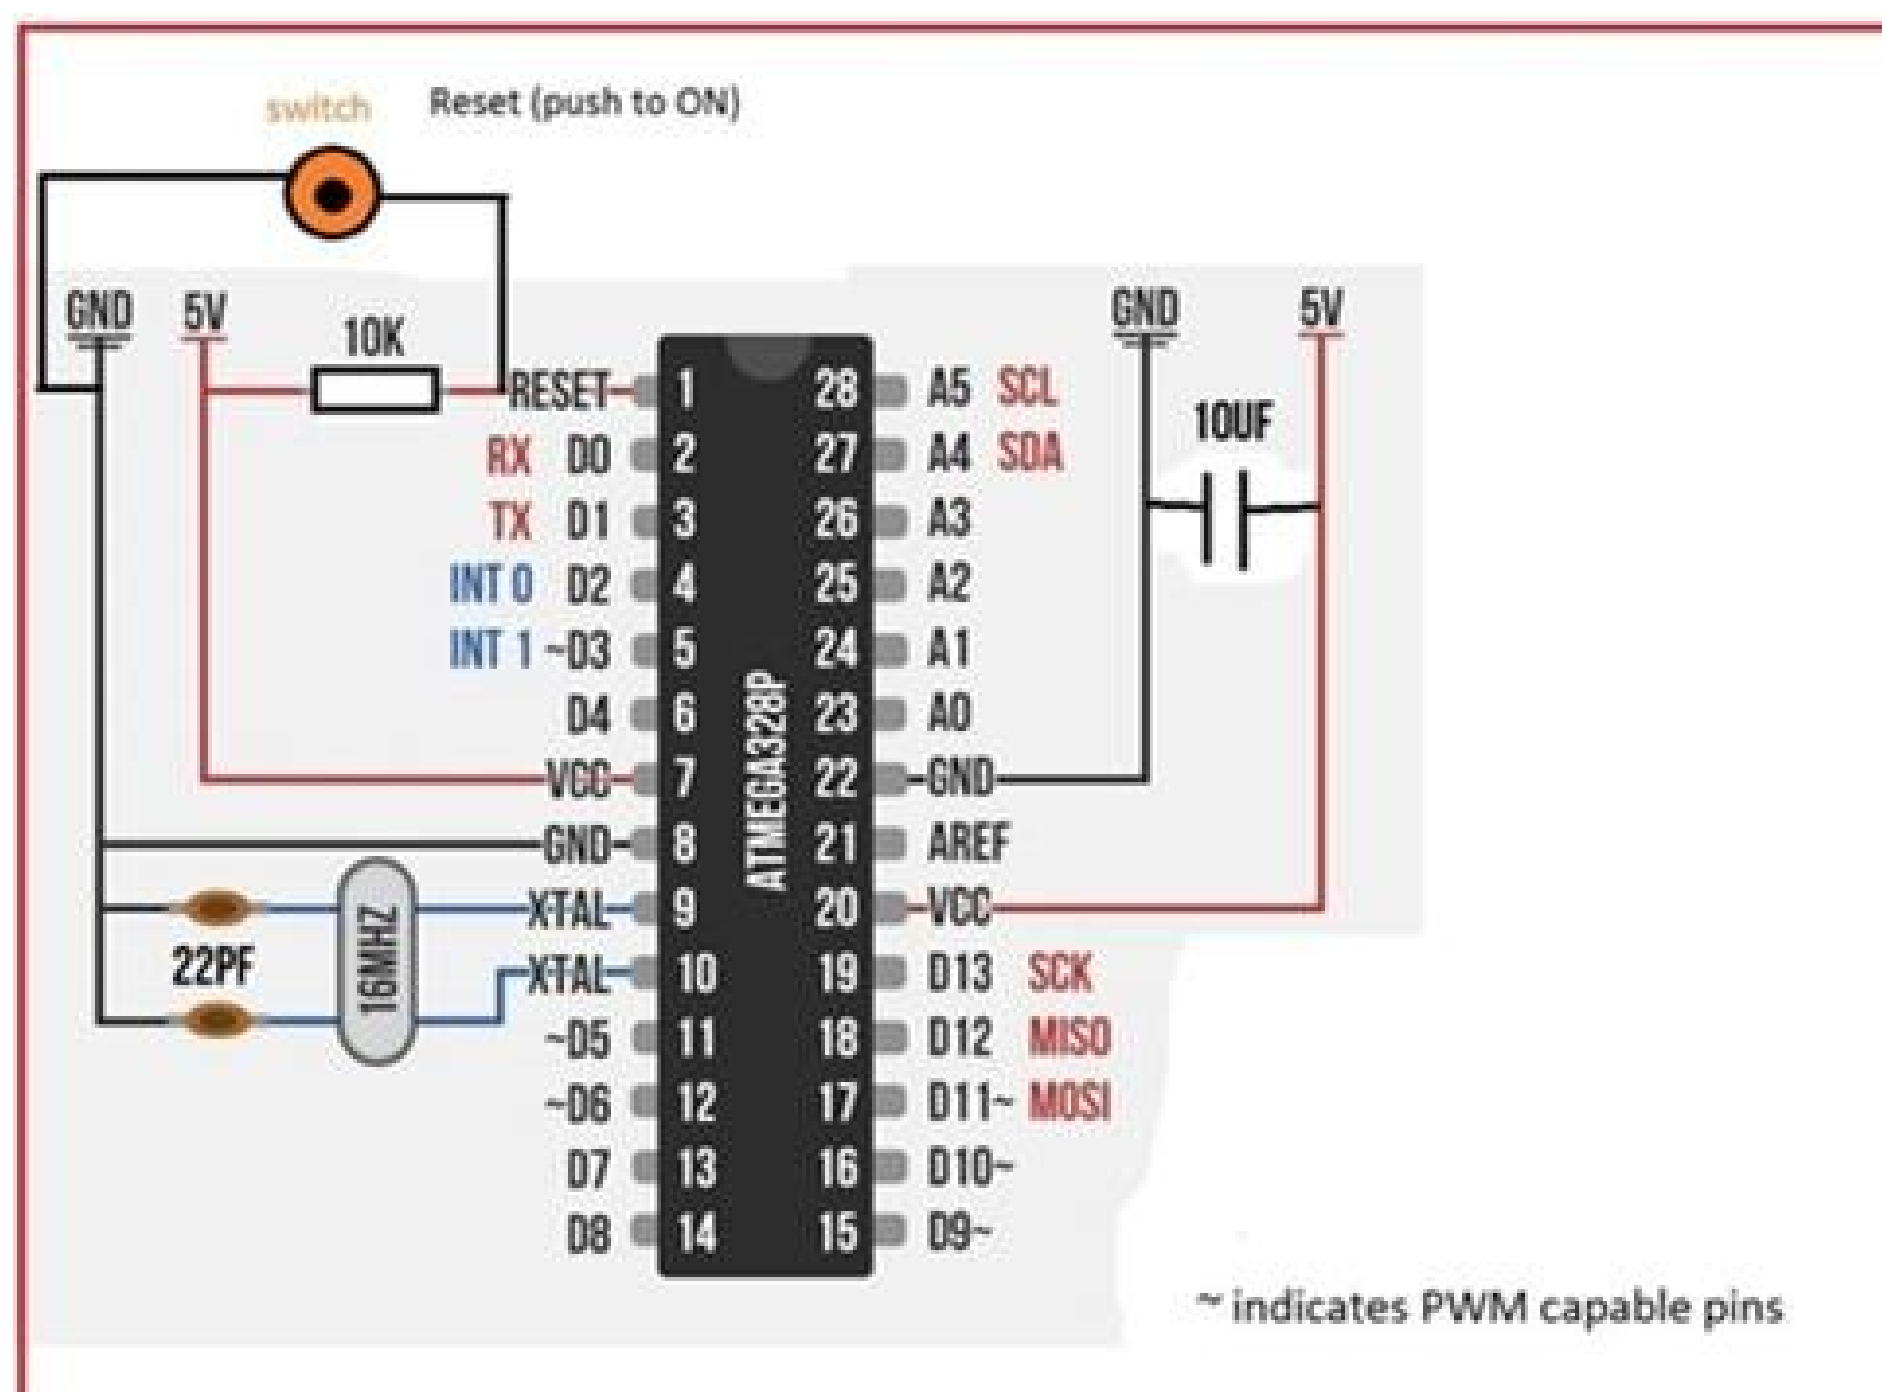 switch Reset (push to ON)
GND 5V 10K GND 5V
10UF
RESET 1 28 A5 SCL
RX D0 2 27 A4 SDA
TX D1 3 26 A3
INT 0 D2 4 25 A2
INT 1 ~D3 5 24 A1
D4 6 23 A0
VCC 7 22 GND
GND 8 21 AREF
XTAL 9 20 VCC
22PF
16MHZ
XTAL 10 19 D13 SCK
~D5 11 18 D12 MISO
~D6 12 17 D11~ MOSI
D7 13 16 D10~
D8 14 15 D9~
ATMEGA328P
~ indicates PWM capable pins